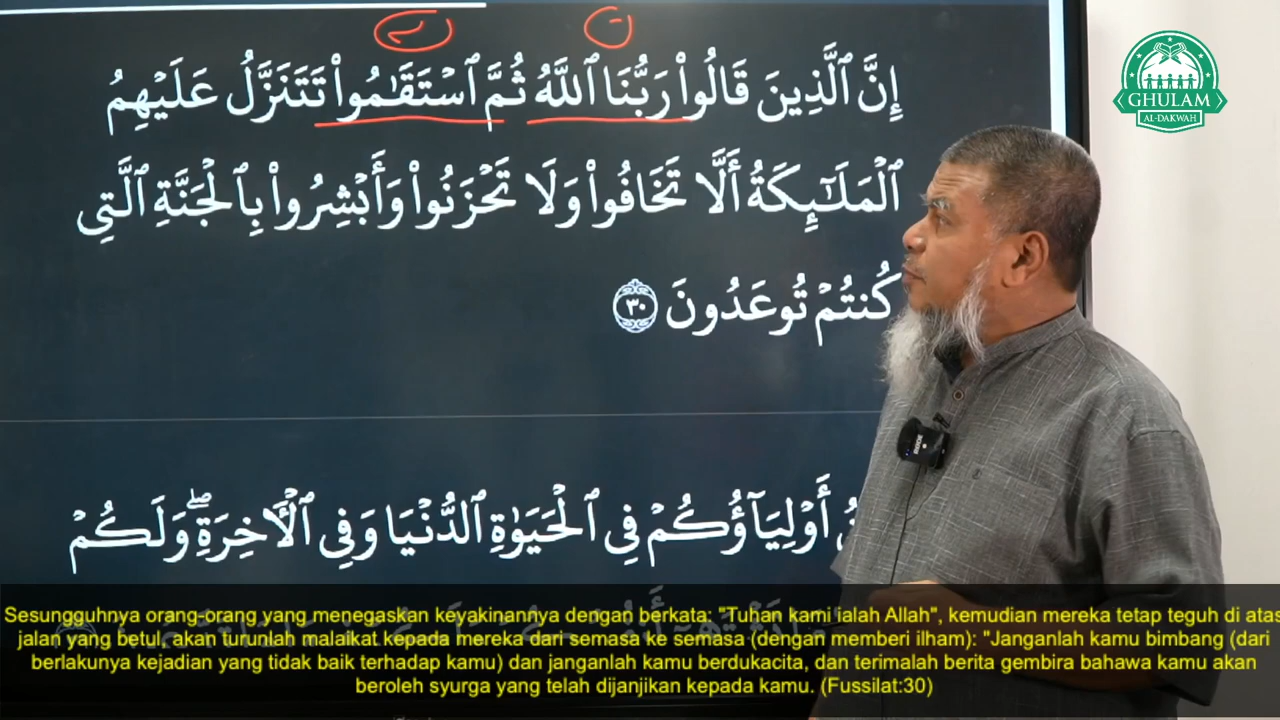 إِنَّ ٱلَّذِينَ قَالُوا۟ رَبُّنَا ٱللَّهُ ثُمَّ ٱسْتَقَـٰمُوا۟ تَتَنَزَّلُ عَلَيْهِمُ
ٱلْمَلَـٰٓئِكَةُ أَلَّا تَخَافُوا۟ وَلَا تَحْزَنُوا۟ وَأَبْشِرُوا۟ بِٱلْجَنَّةِ ٱلَّتِى
كُنتُمْ تُوعَدُونَ ٣٠
أَوْلِيَآؤُكُمْ فِى ٱلْحَيَوٰةِ ٱلدُّنْيَا وَفِى ٱلْـَٔاخِرَةِ ۖ وَلَكُمْ
GHULAM
AL-DAKWAH
Sesungguhnya orang-orang yang menegaskan keyakinannya dengan berkata: "Tuhan kami ialah Allah", kemudian mereka tetap teguh di atas
jalan yang betul, akan turunlah malaikat kepada mereka dari semasa ke semasa (dengan memberi ilham): "Janganlah kamu bimbang (dari
berlakunya kejadian yang tidak baik terhadap kamu) dan janganlah kamu berdukacita, dan terimalah berita gembira bahawa kamu akan
beroleh syurga yang telah dijanjikan kepada kamu. (Fussilat:30)